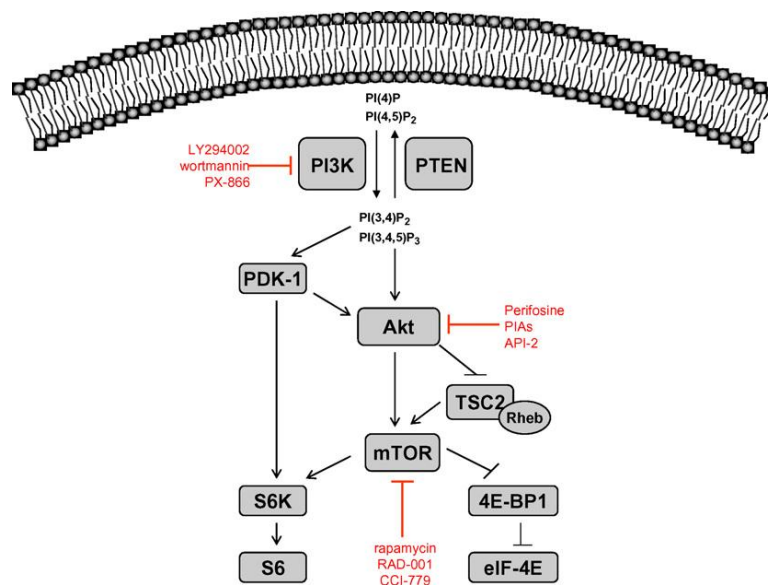 PI(4)P
PI(4,5)P₂
LY294002
wortmannin
PX-866
PI3K
PTEN
PI(3,4)P₂
PI(3,4,5)P₃
PDK-1
Akt
Perifosine
PIAs
API-2
TSC2
Rheb
mTOR
S6K
4E-BP1
rapamycin
RAD-001
CCI-779
S6
eIF-4E